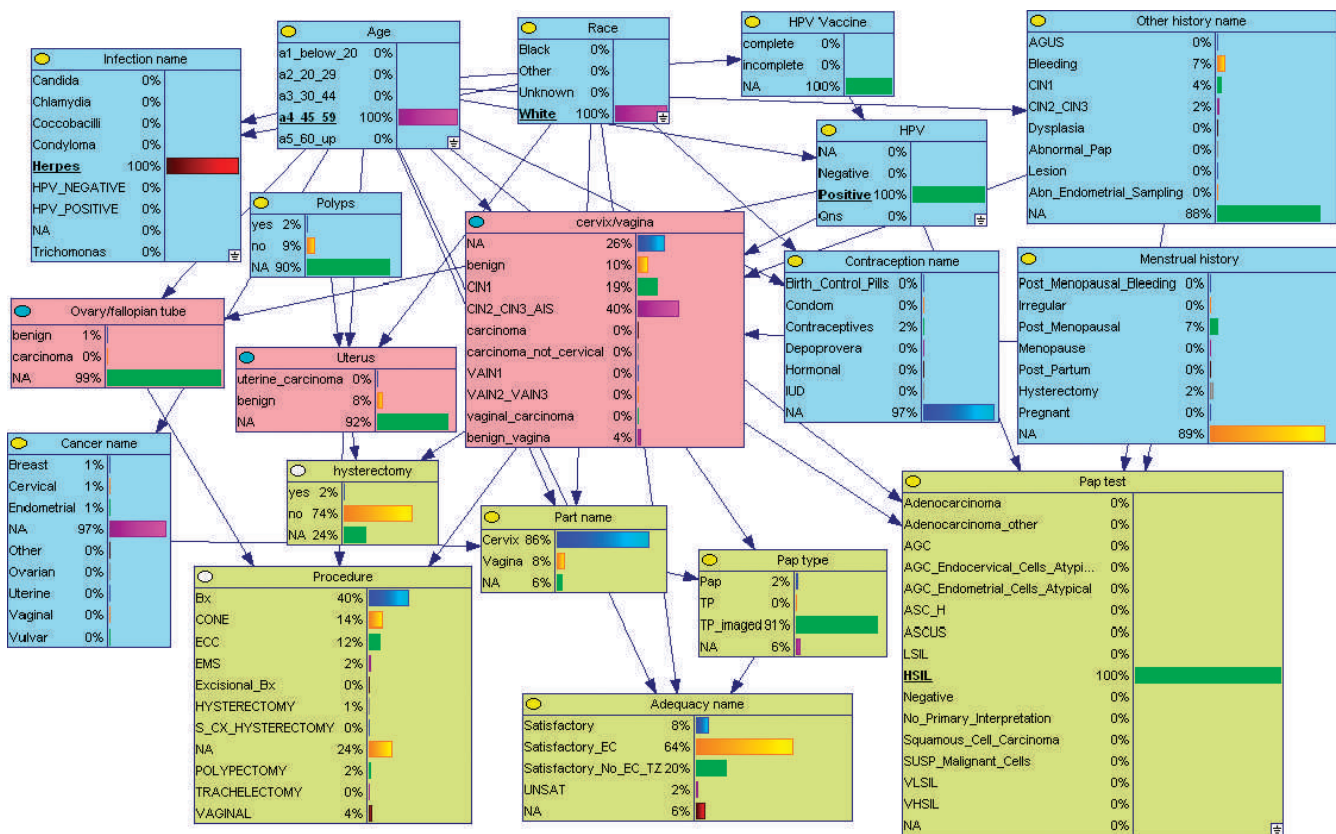 Infection name
Candida 0%
Chlamydia 0%
Coccobacilli 0%
Condyloma 0%
Herpes 100%
HPV_NEGATIVE 0%
HPV_POSITIVE 0%
NA 0%
Trichomonas 0%
Age
a1_below_20 0%
a2_20_29 0%
a3_30_44 0%
a4_45_59 100%
a5_60_up 0%
Race
Black 0%
Other 0%
Unknown 0%
White 100%
HPV Vaccine
complete 0%
incomplete 0%
NA 100%
Other history name
AGUS 0%
Bleeding 7%
CIN1 4%
CIN2_CIN3 2%
Dysplasia 0%
Abnormal_Pap 0%
Lesion 0%
Abn_Endometrial_Sampling 0%
NA 88%
HPV
NA 0%
Negative 0%
Positive 100%
Qns 0%
Polyps
yes 2%
no 9%
NA 90%
cervix/vagina
NA 26%
benign 10%
CIN1 19%
CIN2_CIN3_AIS 40%
carcinoma 0%
carcinoma_not_cervical 0%
VAIN1 0%
VAIN2_VAIN3 0%
vaginal_carcinoma 0%
benign_vagina 4%
Contraception name
Birth_Control_Pills 0%
Condom 0%
Contraceptives 2%
Depoprovera 0%
Hormonal 0%
IUD 0%
NA 97%
Menstrual history
Post_Menopausal_Bleeding 0%
Irregular 0%
Post_Menopausal 7%
Menopause 0%
Post_Partum 0%
Hysterectomy 2%
Pregnant 0%
NA 89%
Ovary/fallopian tube
benign 1%
carcinoma 0%
NA 99%
Uterus
uterine_carcinoma 0%
benign 8%
NA 92%
Cancer name
Breast 1%
Cervical 1%
Endometrial 1%
NA 97%
Other 0%
Ovarian 0%
Uterine 0%
Vaginal 0%
Vulvar 0%
hysterectomy
yes 2%
no 74%
NA 24%
Part name
Cervix 86%
Vagina 8%
NA 6%
Pap type
Pap 2%
TP 0%
TP_imaged 91%
NA 6%
Procedure
Bx 40%
CONE 14%
ECC 12%
EMS 2%
Excisional_Bx 0%
HYSTERECTOMY 1%
S_CX_HYSTERECTOMY 0%
NA 24%
POLYPECTOMY 2%
TRACHELECTOMY 0%
VAGINAL 4%
Adequacy name
Satisfactory 8%
Satisfactory_EC 64%
Satisfactory_No_EC_TZ 20%
UNSAT 2%
NA 6%
Pap test
Adenocarcinoma 0%
Adenocarcinoma_other 0%
AGC 0%
AGC_Endocervical_Cells_Atypi... 0%
AGC_Endometrial_Cells_Atypical 0%
ASC_H 0%
ASCUS 0%
LSIL 0%
HSIL 100%
Negative 0%
No_Primary_Interpretation 0%
Squamous_Cell_Carcinoma 0%
SUSP_Malignant_Cells 0%
VLSIL 0%
VHSIL 0%
NA 0%